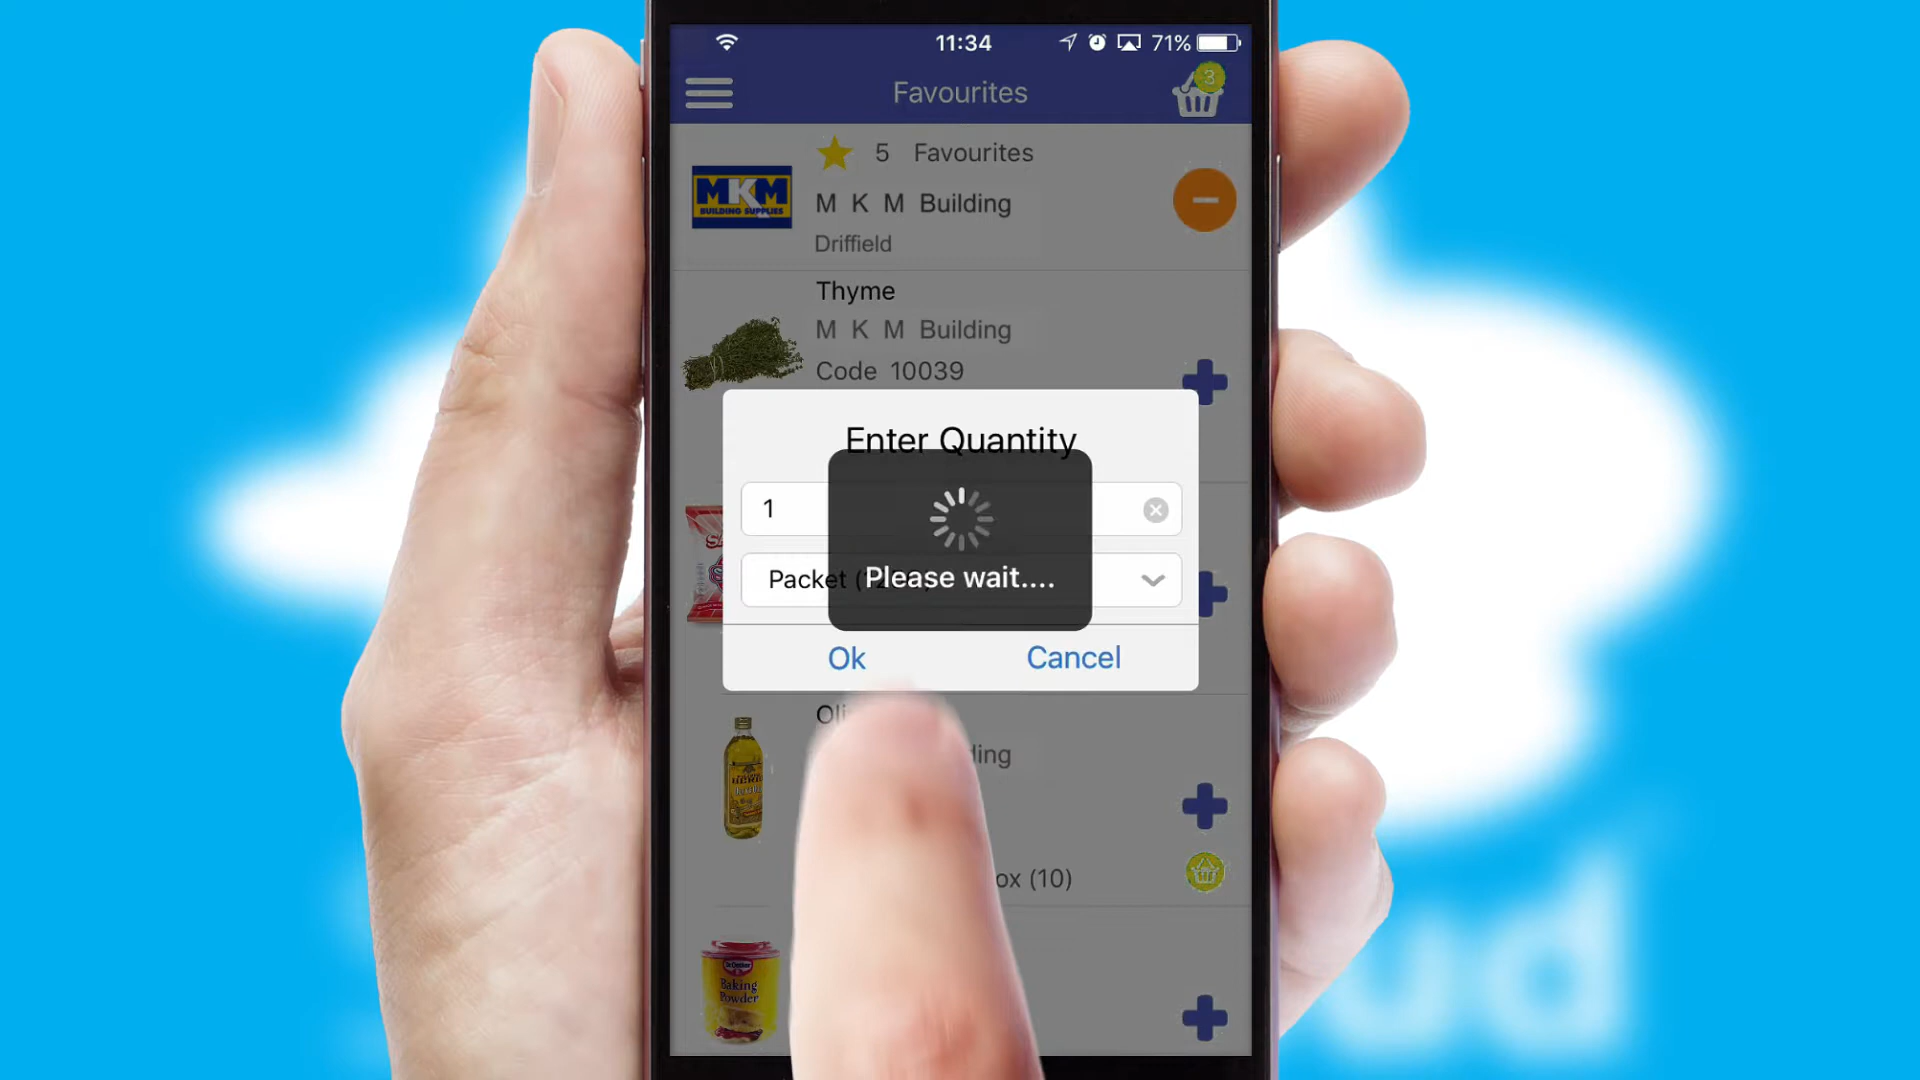 11:34
71%
Favourites
3
5 Favourites
MKM
BUILDING SUPPLIES
M K M Building
Driffield
Thyme
M K M Building
Code 10039
Enter Quantity
1
Packet
Please wait....
Ok
Cancel
ox (10)
Baking
Powder
ud